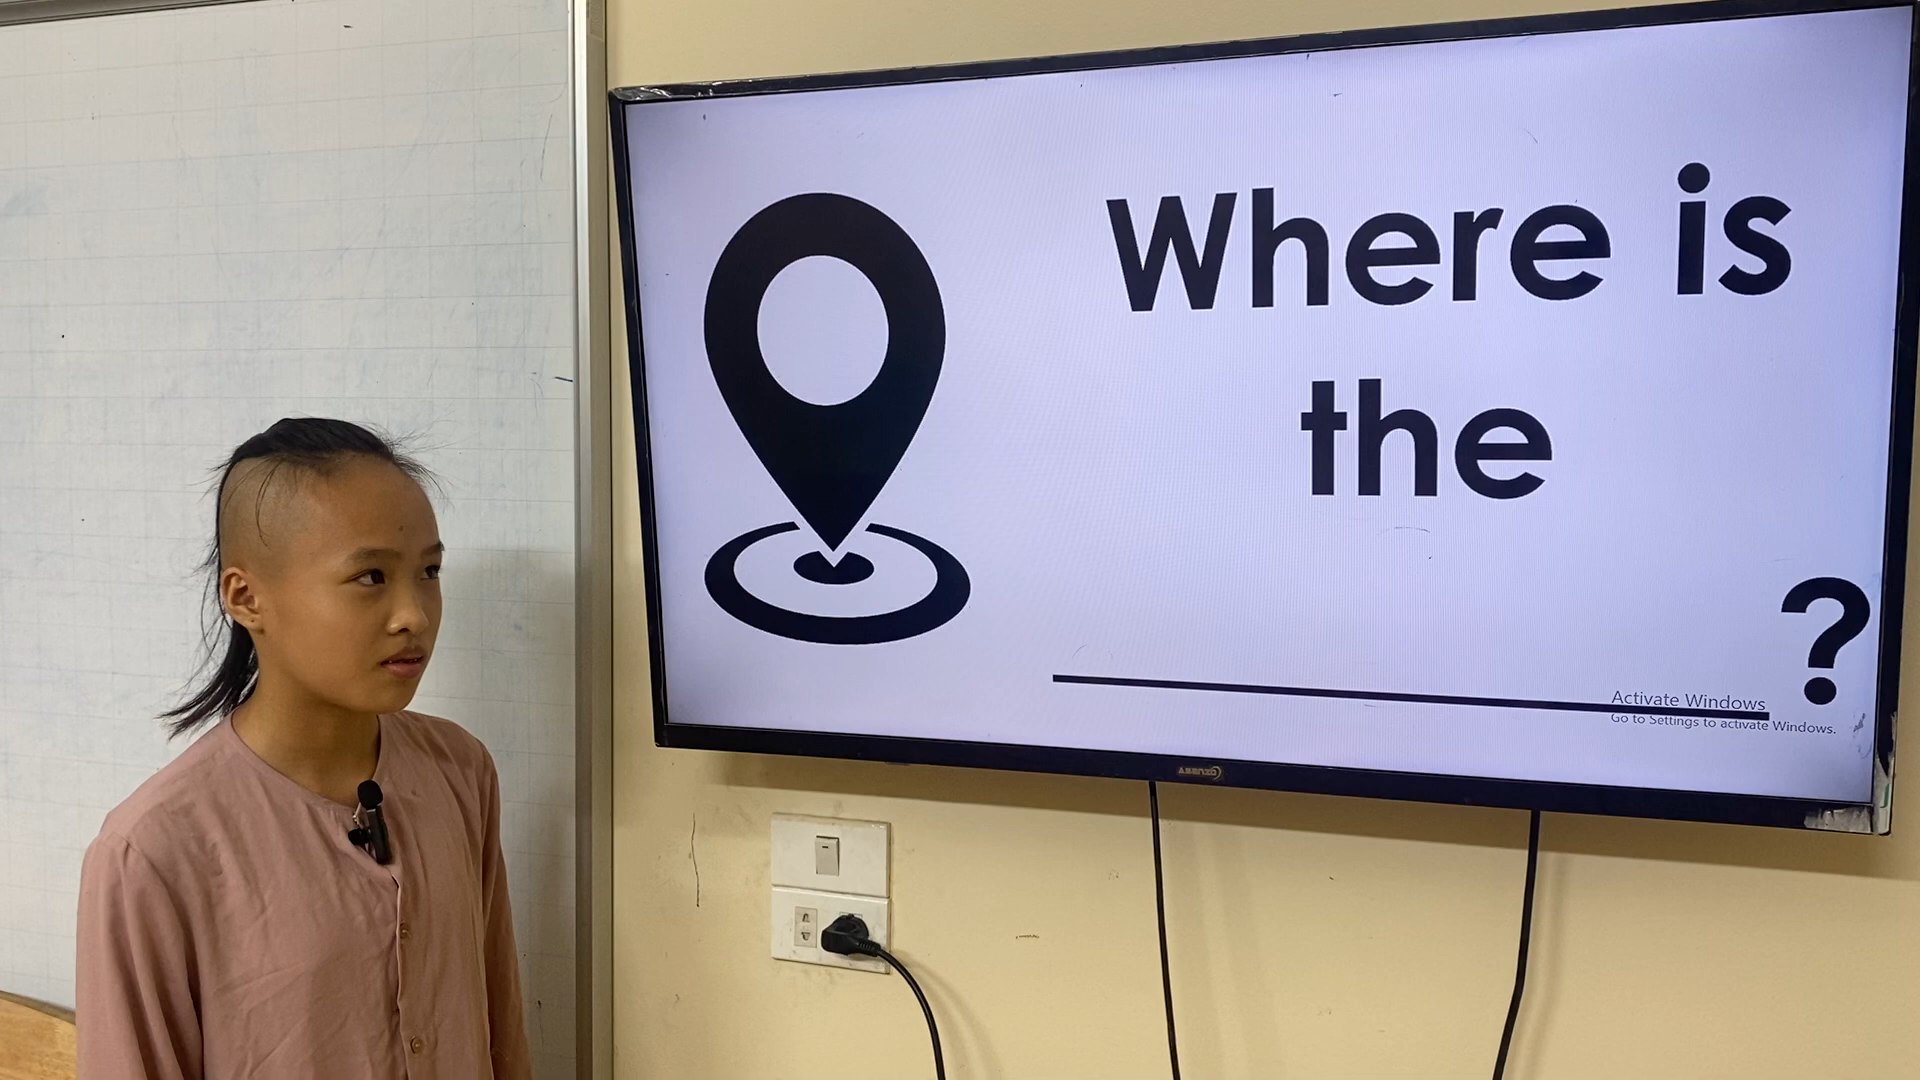 Where is
the
?
Activate Windows
Go to Settings to activate Windows.